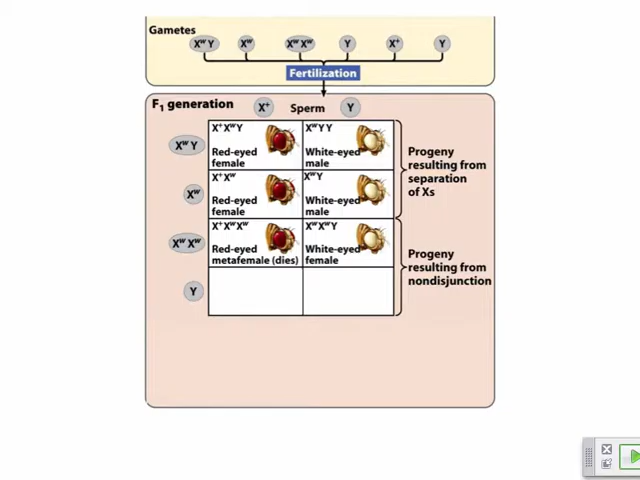 Gametes
XʷY Xʷ XʷXʷ Y X⁺ Y
Fertilization
F₁ generation X⁺ Sperm Y
XʷY
X⁺XʷY
Red-eyed
female
XʷYY
White-eyed
male
Xʷ
X⁺Xʷ
Red-eyed
female
XʷY
White-eyed
male
Progeny
resulting from
separation
of Xs
XʷXʷ
X⁺XʷXʷ
Red-eyed
metafemale (dies)
XʷXʷY
White-eyed
female
Y
Progeny
resulting from
nondisjunction